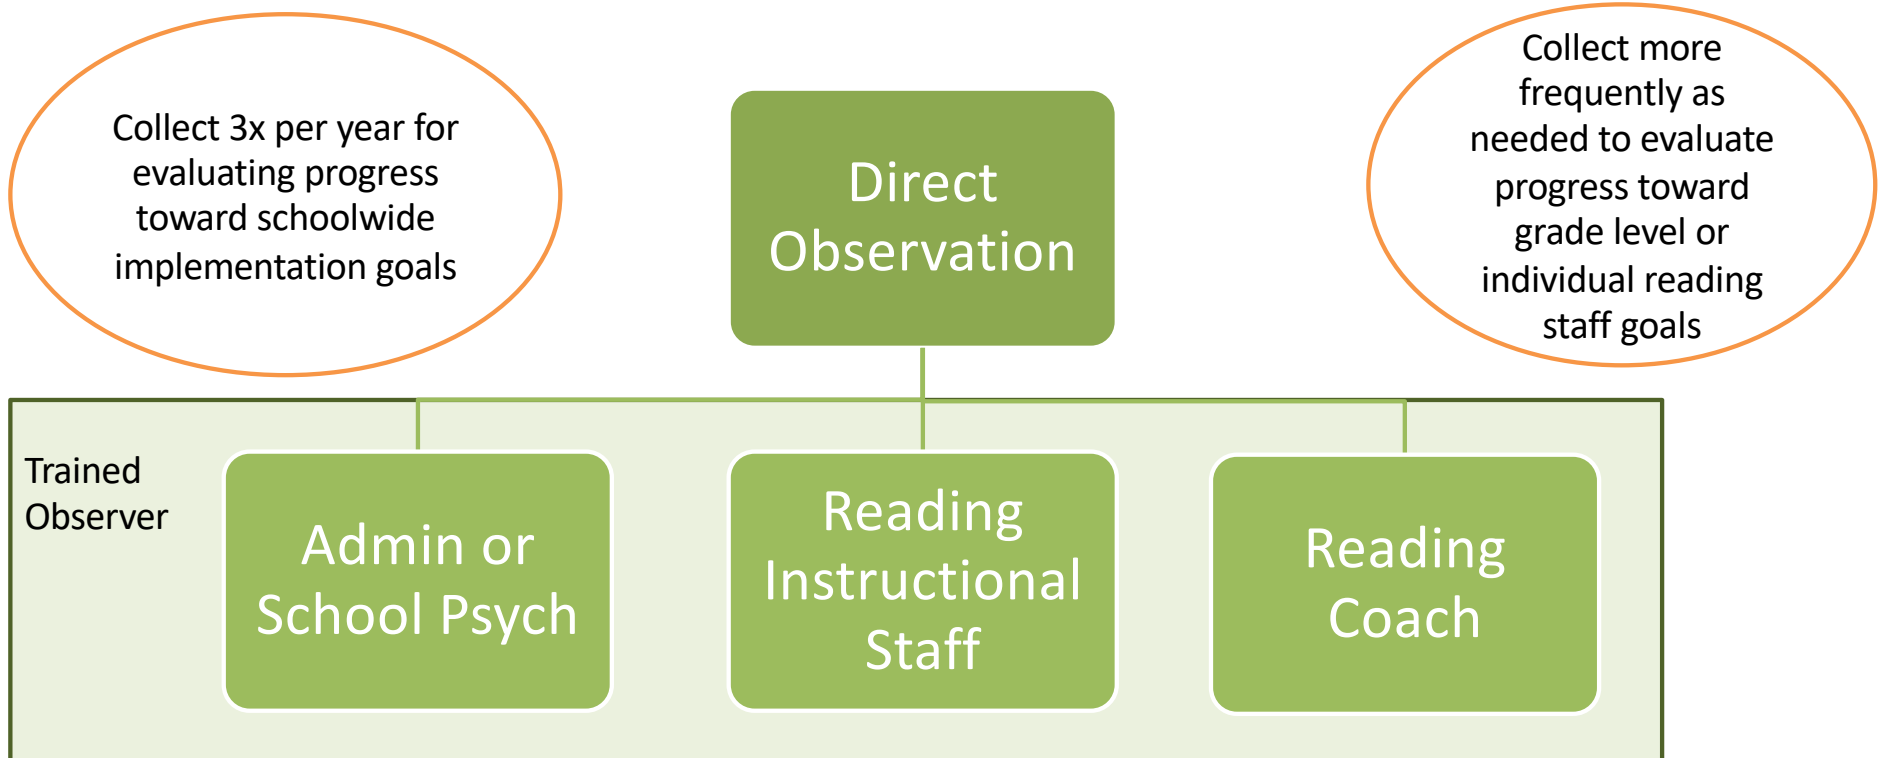 Collect 3x per year for
evaluating progress
toward schoolwide
implementation goals
Direct
Observation
Collect more
frequently as
needed to evaluate
progress toward
grade level or
individual reading
staff goals
Trained
Observer
Admin or
School Psych
Reading
Instructional
Staff
Reading
Coach